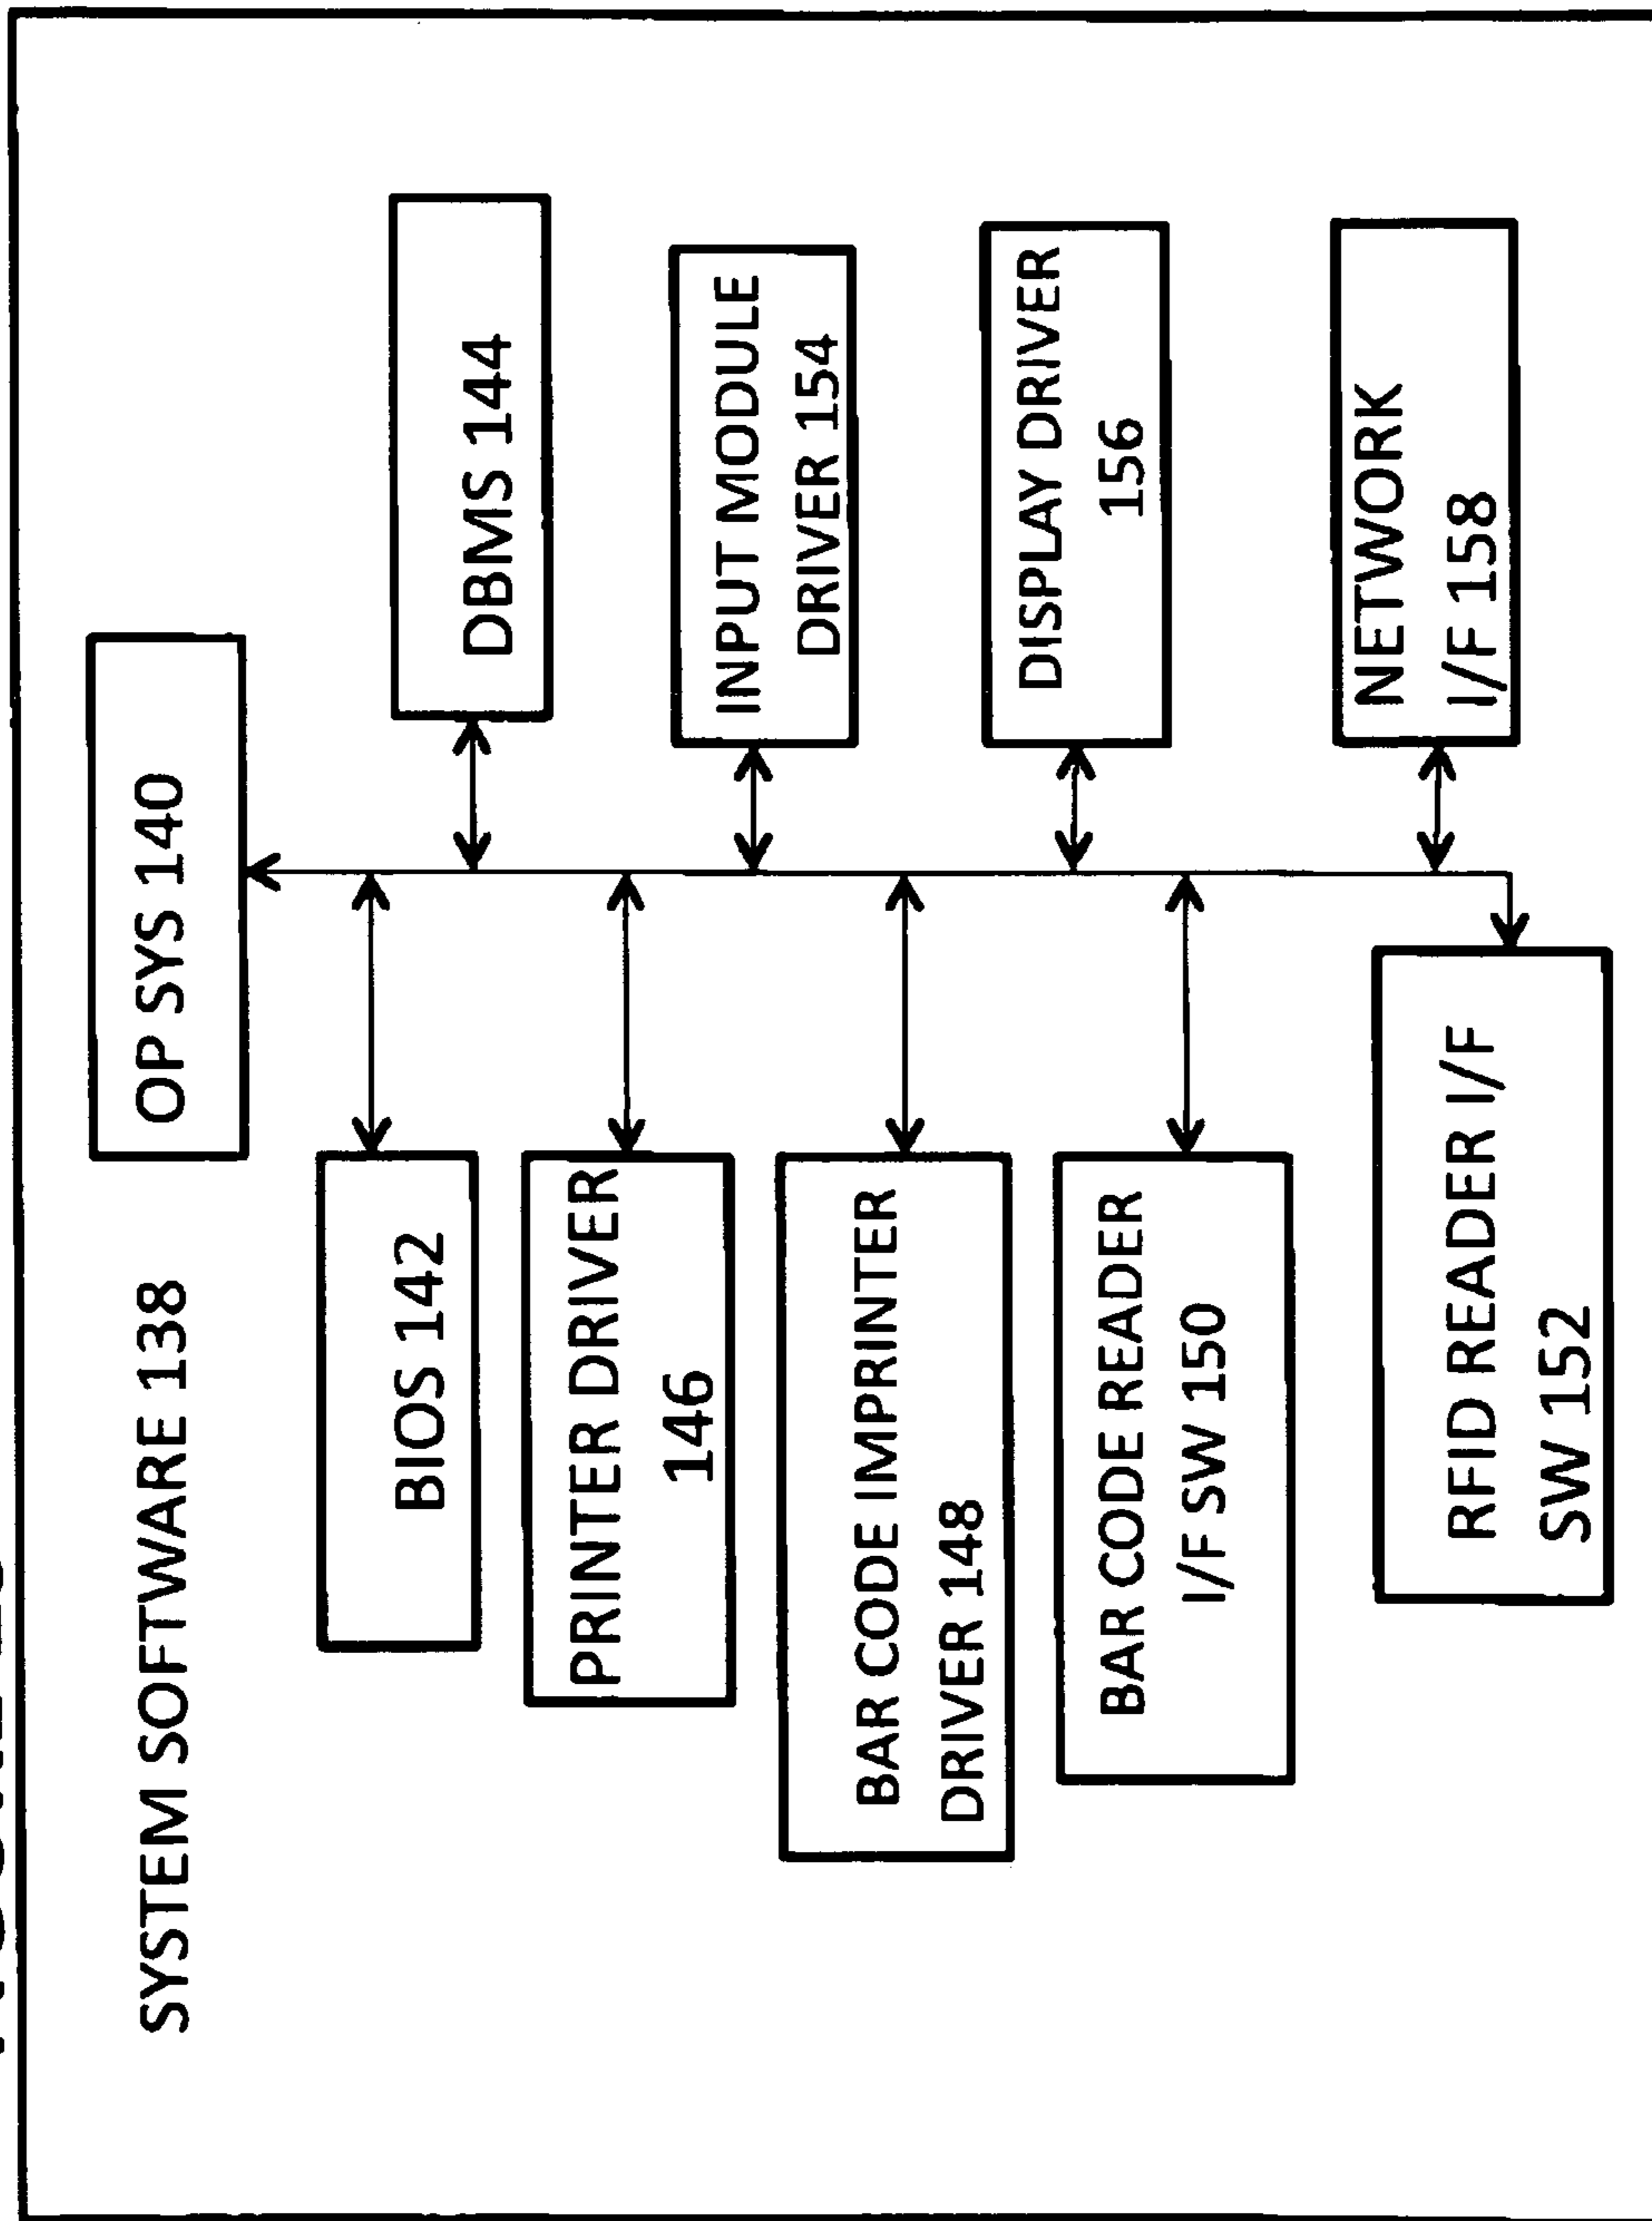 SYSTEM SOFTWARE 138
OP SYS 140
BIOS 142
DBMS 144
PRINTER DRIVER
146
INPUT MODULE
DRIVER 154
BAR CODE IMPRINTER
DRIVER 148
DISPLAY DRIVER
156
BAR CODE READER
I/F SW 150
NETWORK
I/F 158
RFID READER I/F
SW 152